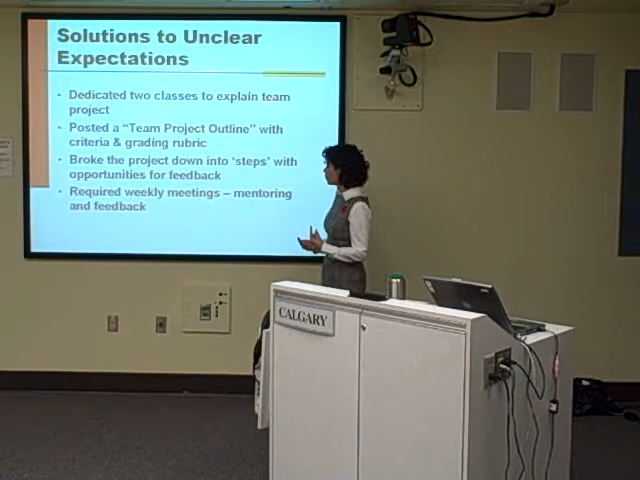 Solutions to Unclear
Expectations
• Dedicated two classes to explain team
project
• Posted a “Team Project Outline” with
criteria & grading rubric
• Broke the project down into ‘steps’ with
opportunities for feedback
• Required weekly meetings – mentoring
and feedback
CALGARY